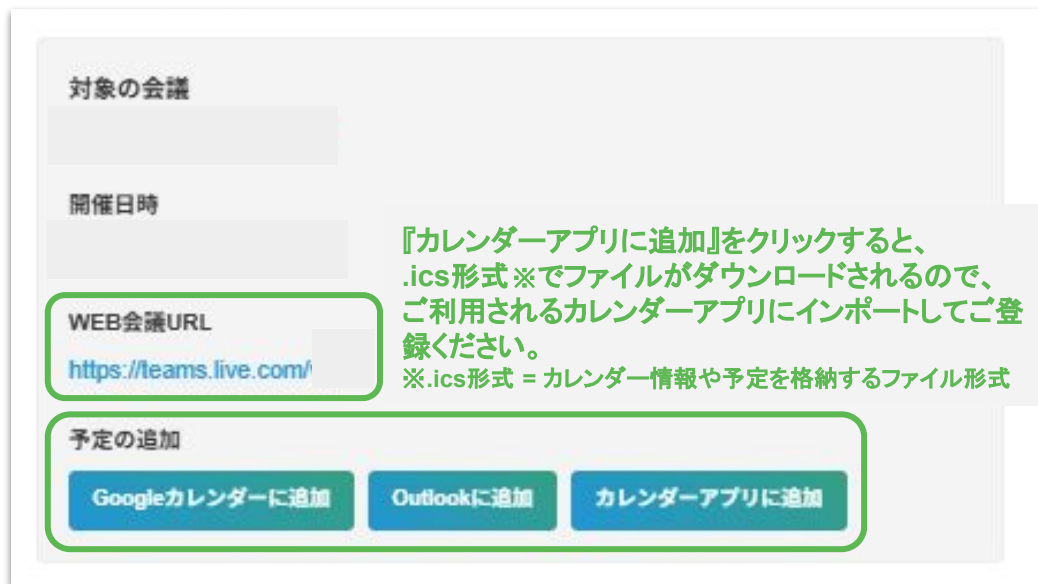 対象の会議
開催日時
『カレンダーアプリに追加』をクリックすると、
.ics形式※でファイルがダウンロードされるので、
ご利用されるカレンダーアプリにインポートしてご登
録ください。
※.ics形式 = カレンダー情報や予定を格納するファイル形式
WEB会議URL
https://teams.live.com/
予定の追加
Googleカレンダーに追加
Outlookに追加
カレンダーアプリに追加